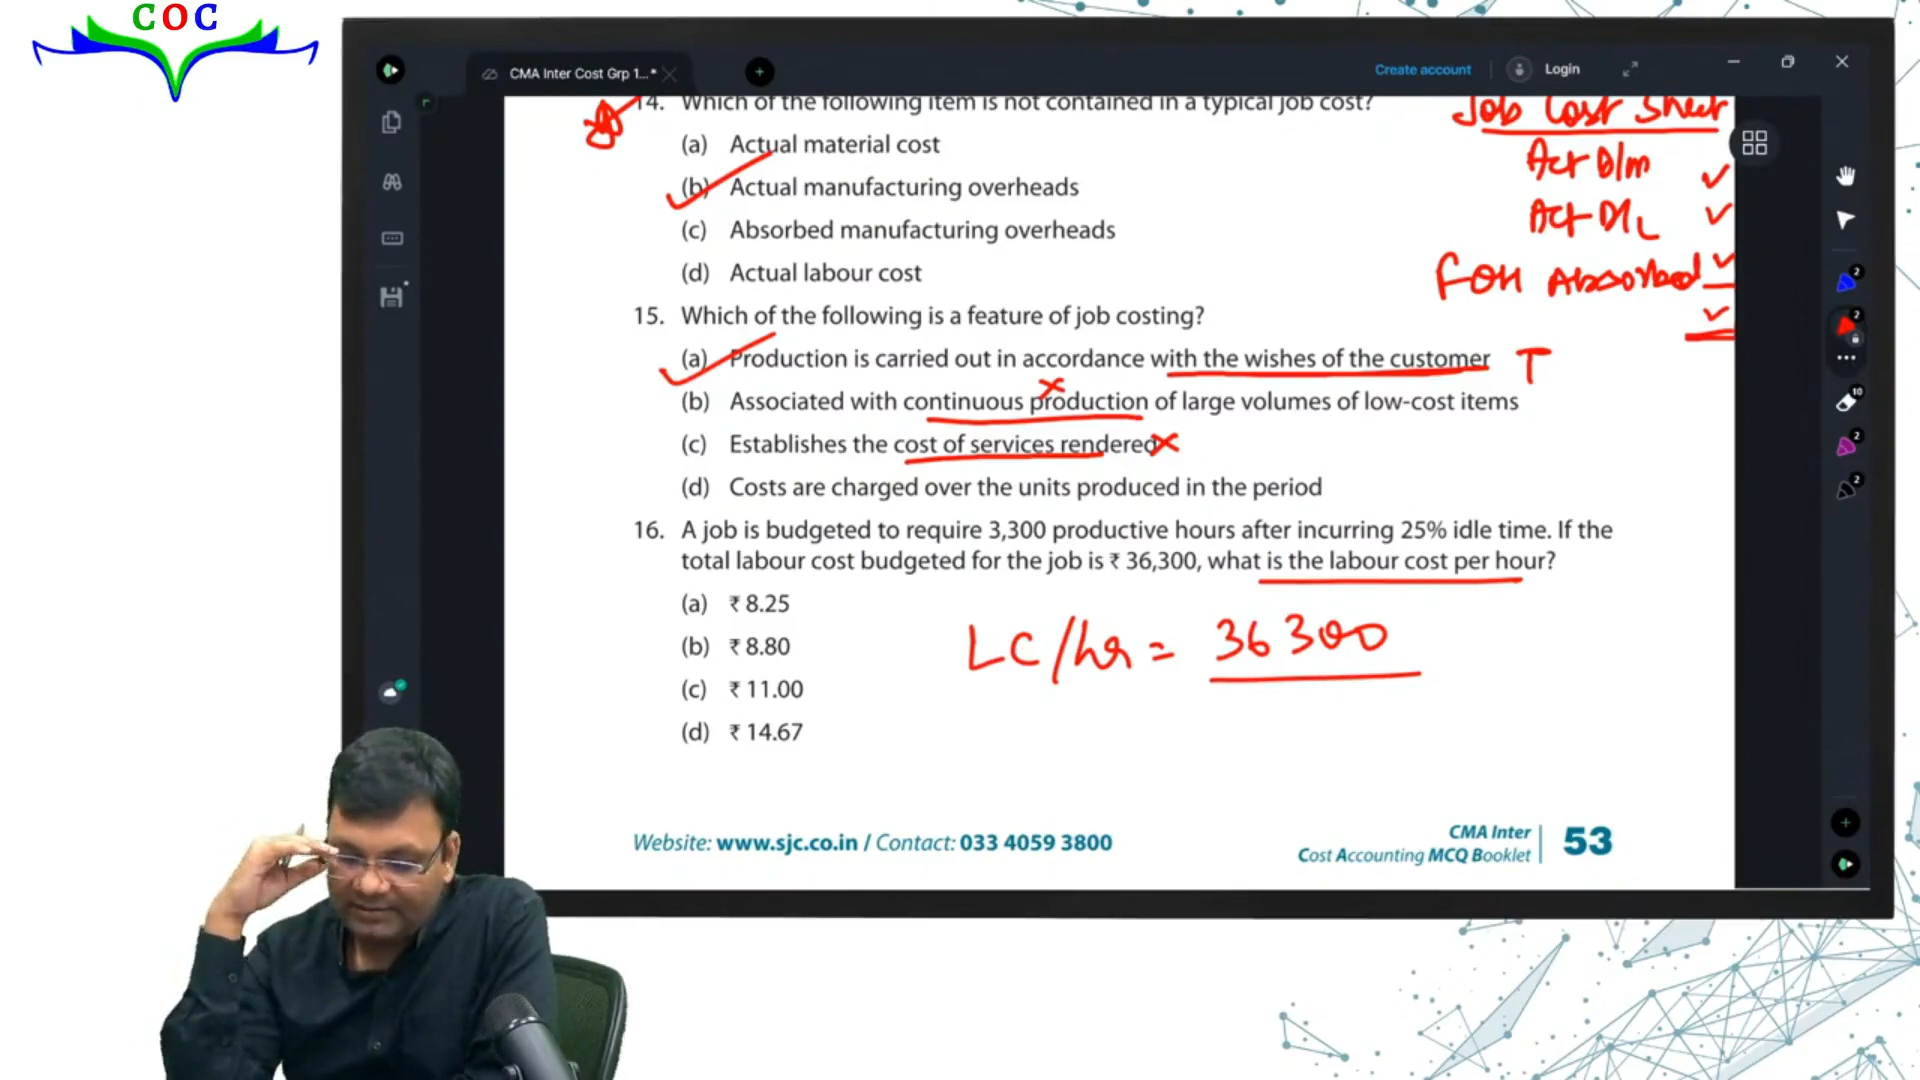 COC
CMA Inter Cost Grp 1...*
Create account
Login
14. Which of the following item is not contained in a typical job cost?
(a) Actual material cost
(b) Actual manufacturing overheads
(c) Absorbed manufacturing overheads
(d) Actual labour cost
Job Cost Sheet
Act D/m
Act D/L
FOH Absorbed
15. Which of the following is a feature of job costing?
(a) Production is carried out in accordance with the wishes of the customer T
(b) Associated with continuous production of large volumes of low-cost items
(c) Establishes the cost of services rendered
(d) Costs are charged over the units produced in the period
16. A job is budgeted to require 3,300 productive hours after incurring 25% idle time. If the
total labour cost budgeted for the job is ₹ 36,300, what is the labour cost per hour?
(a) ₹ 8.25
(b) ₹ 8.80
(c) ₹ 11.00
(d) ₹ 14.67
LC/hr = 36300
Website: www.sjc.co.in / Contact: 033 4059 3800
CMA Inter
Cost Accounting MCQ Booklet
53
2
2
10
2
2